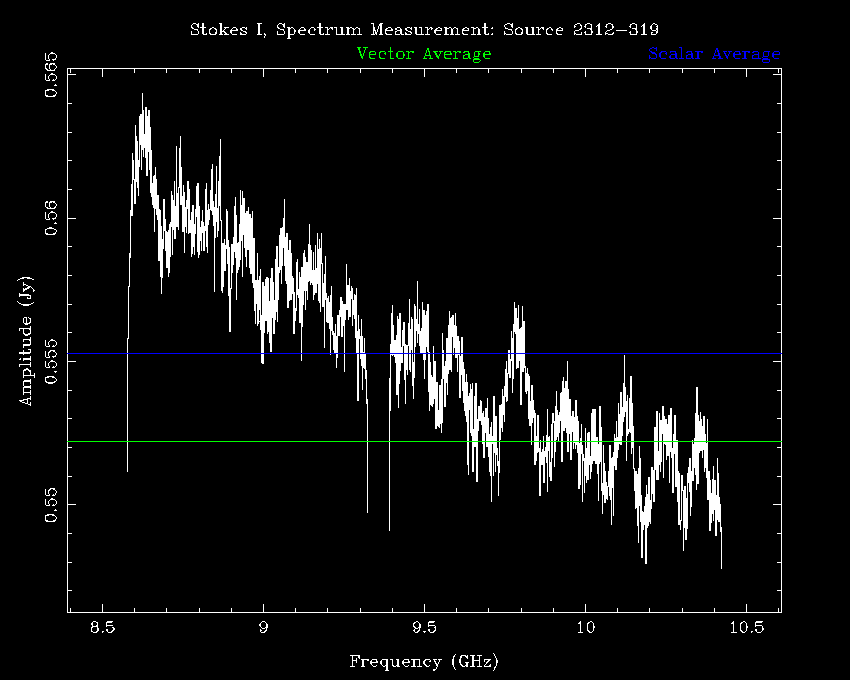 Stokes I, Spectrum Measurement: Source 2312−319
Vector Average Scalar Average
0.565
0.56
0.555
0.55
Amplitude (Jy)
8.5 9 9.5 10 10.5
Frequency (GHz)